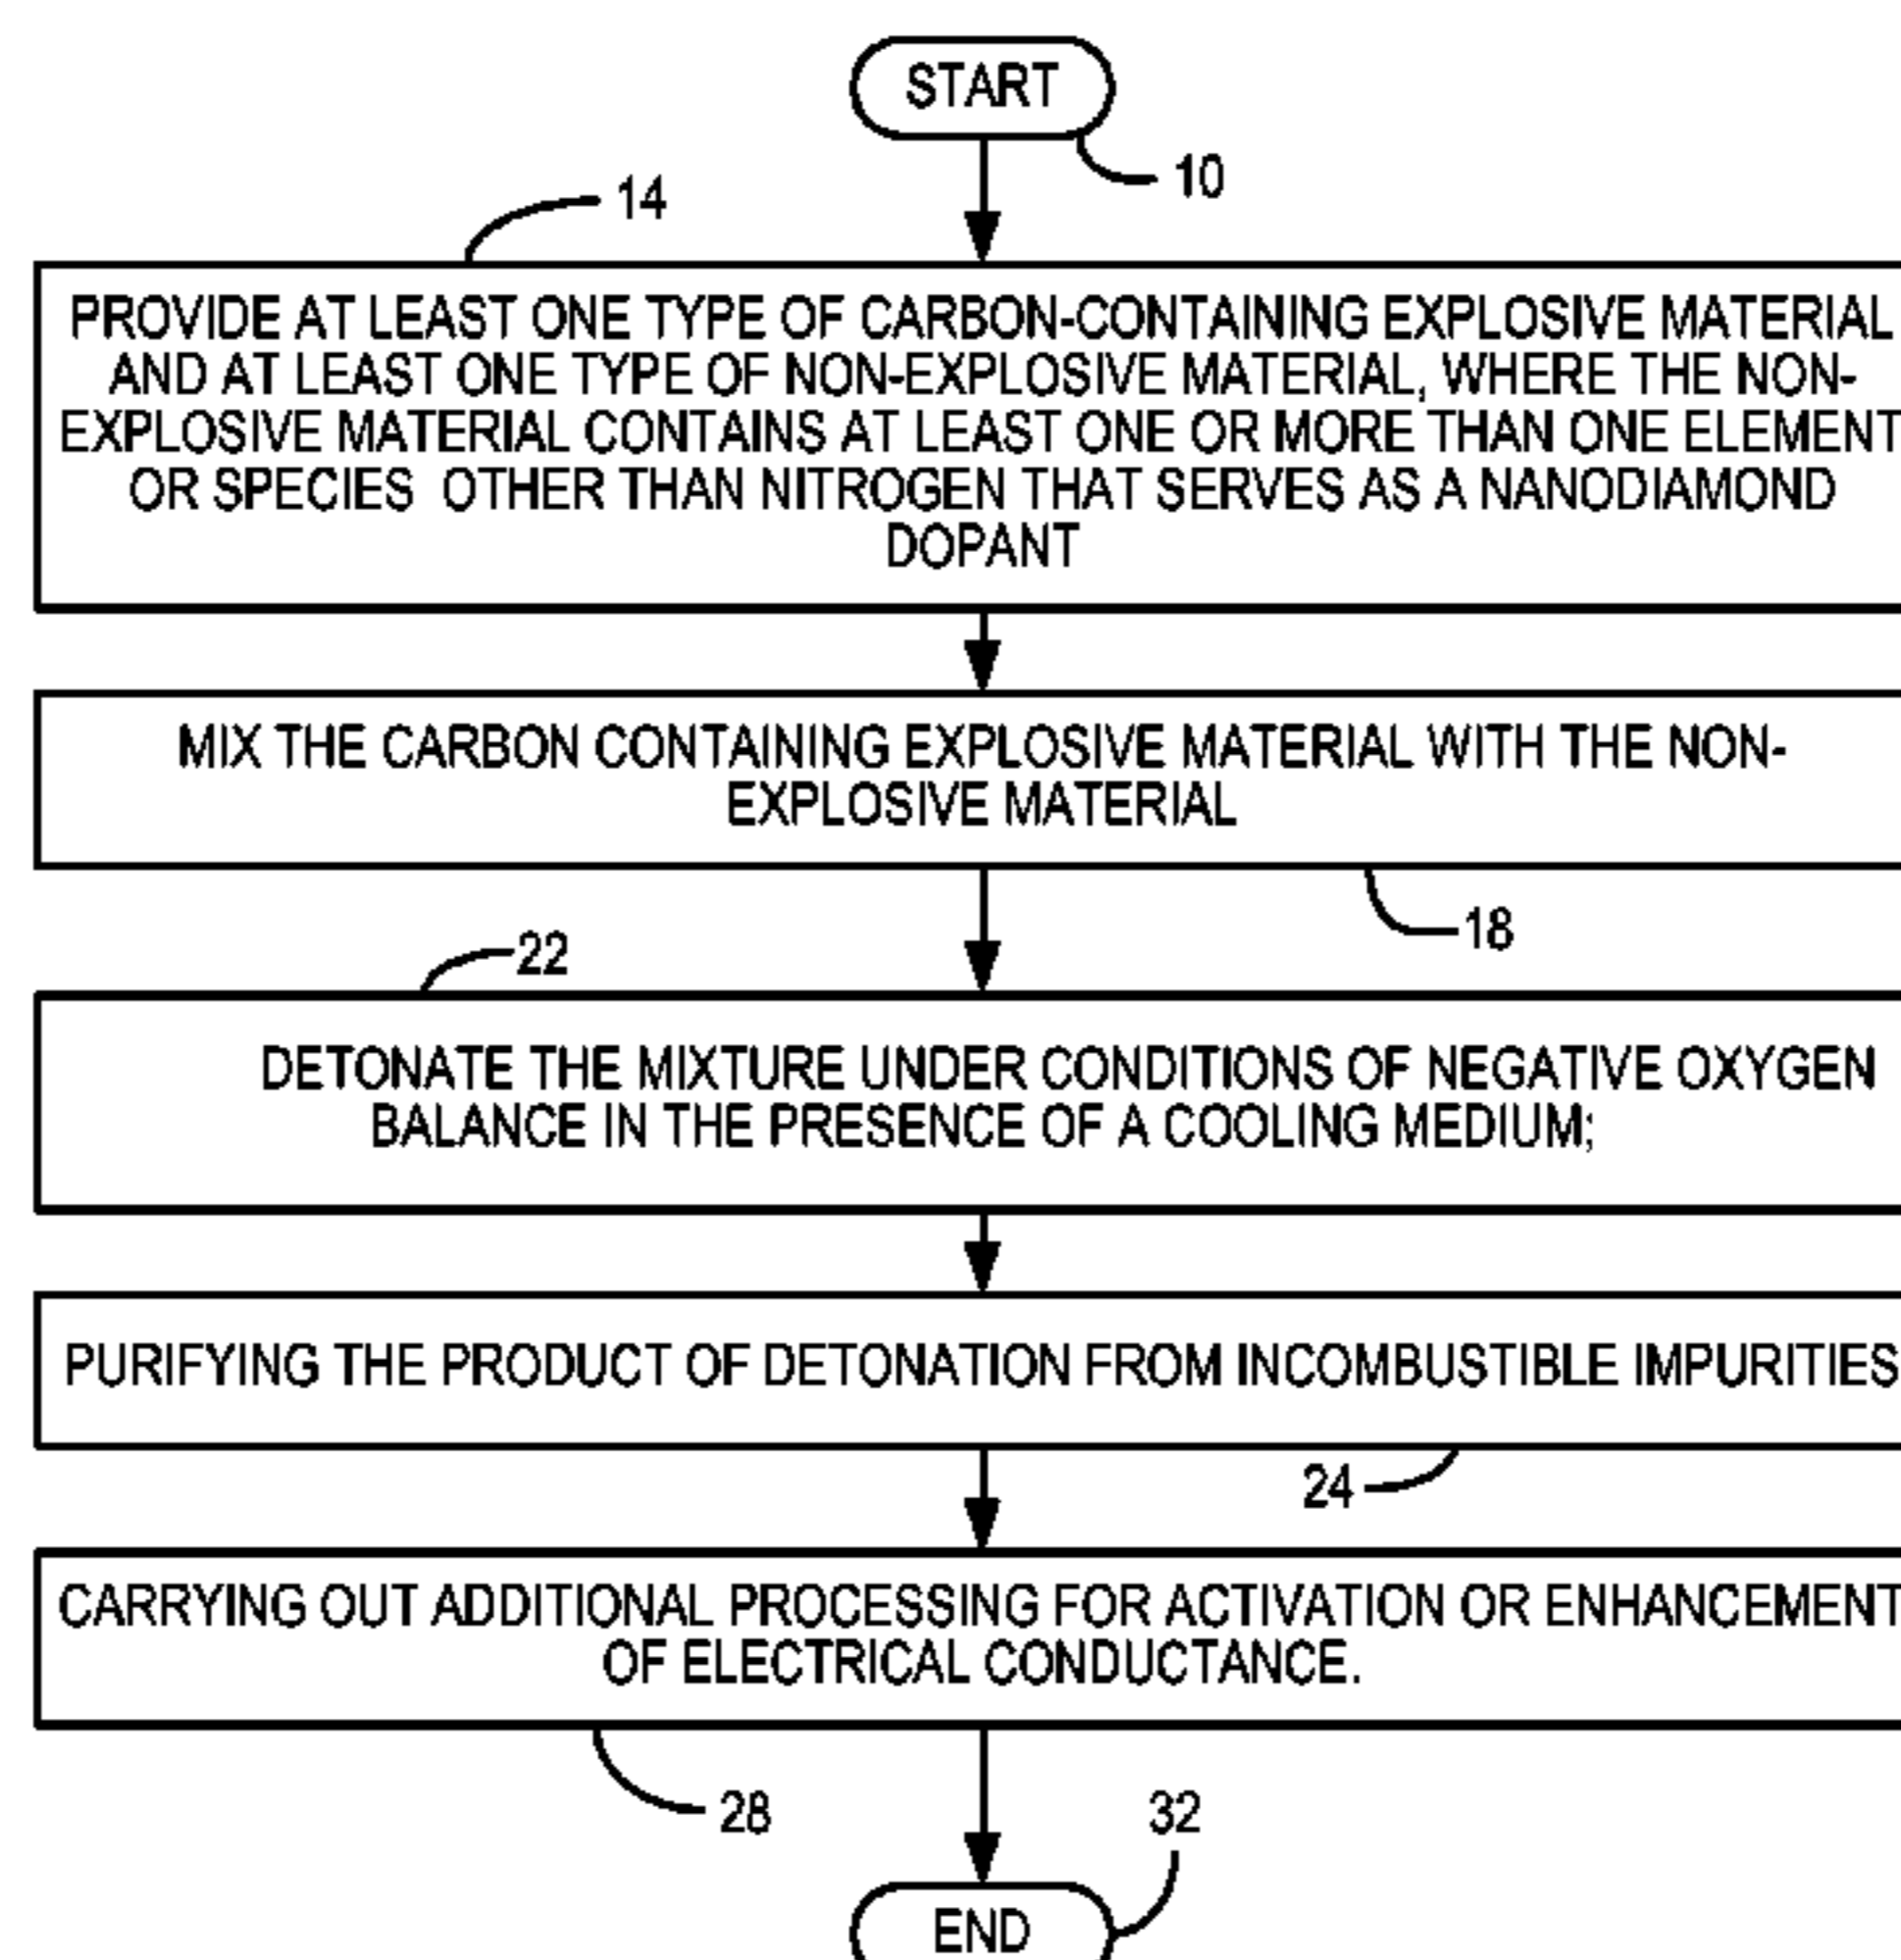 START
10
14
PROVIDE AT LEAST ONE TYPE OF CARBON-CONTAINING EXPLOSIVE MATERIAL
AND AT LEAST ONE TYPE OF NON-EXPLOSIVE MATERIAL, WHERE THE NON-
EXPLOSIVE MATERIAL CONTAINS AT LEAST ONE OR MORE THAN ONE ELEMENT
OR SPECIES OTHER THAN NITROGEN THAT SERVES AS A NANODIAMOND
DOPANT
MIX THE CARBON CONTAINING EXPLOSIVE MATERIAL WITH THE NON-
EXPLOSIVE MATERIAL
18
22
DETONATE THE MIXTURE UNDER CONDITIONS OF NEGATIVE OXYGEN
BALANCE IN THE PRESENCE OF A COOLING MEDIUM;
PURIFYING THE PRODUCT OF DETONATION FROM INCOMBUSTIBLE IMPURITIES
24
CARRYING OUT ADDITIONAL PROCESSING FOR ACTIVATION OR ENHANCEMENT
OF ELECTRICAL CONDUCTANCE.
28
32
END